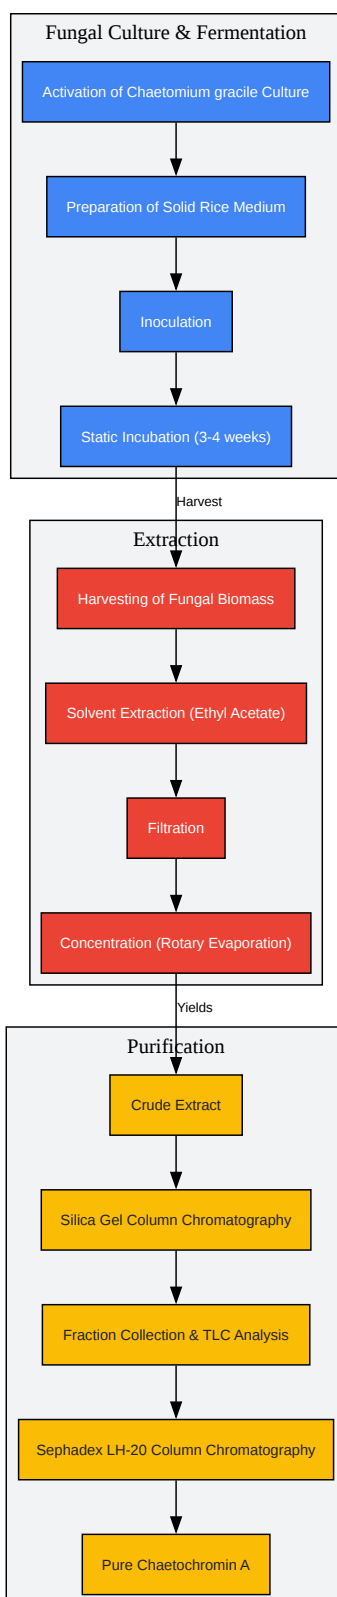 Fungal Culture & Fermentation
Activation of Chaetomium gracile Culture
Preparation of Solid Rice Medium
Inoculation
Static Incubation (3-4 weeks)
Harvest
Extraction
Harvesting of Fungal Biomass
Solvent Extraction (Ethyl Acetate)
Filtration
Concentration (Rotary Evaporation)
Yields
Purification
Crude Extract
Silica Gel Column Chromatography
Fraction Collection & TLC Analysis
Sephadex LH-20 Column Chromatography
Pure Chaetochromin A